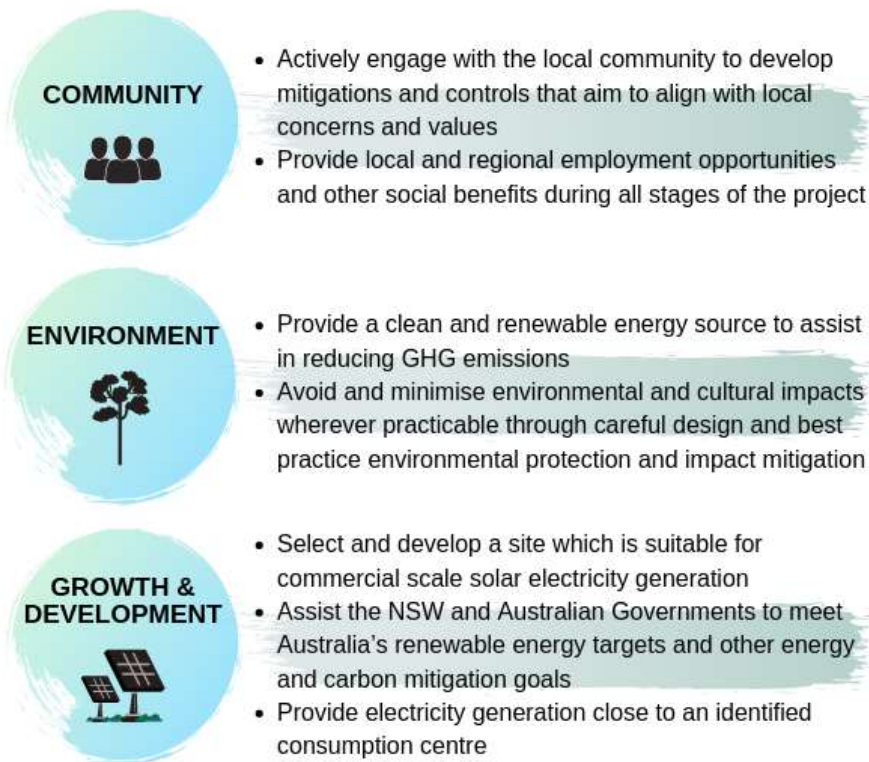 COMMUNITY
• Actively engage with the local community to develop
mitigations and controls that aim to align with local
concerns and values
• Provide local and regional employment opportunities
and other social benefits during all stages of the project
ENVIRONMENT
• Provide a clean and renewable energy source to assist
in reducing GHG emissions
• Avoid and minimise environmental and cultural impacts
wherever practicable through careful design and best
practice environmental protection and impact mitigation
GROWTH &
DEVELOPMENT
• Select and develop a site which is suitable for
commercial scale solar electricity generation
• Assist the NSW and Australian Governments to meet
Australia’s renewable energy targets and other energy
and carbon mitigation goals
• Provide electricity generation close to an identified
consumption centre